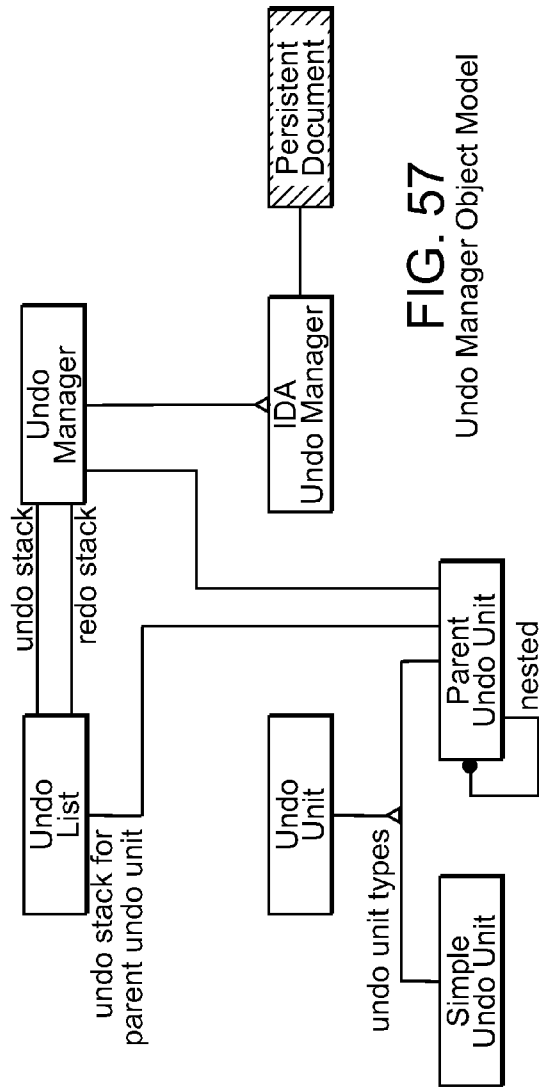 Undo
List
undo stack
redo stack
Undo
Manager
undo stack for
parent undo unit
Undo
Unit
undo unit types
IDA
Undo Manager
Persistent
Document
Simple
Undo Unit
Parent
Undo Unit
nested
FIG. 57
Undo Manager Object Model